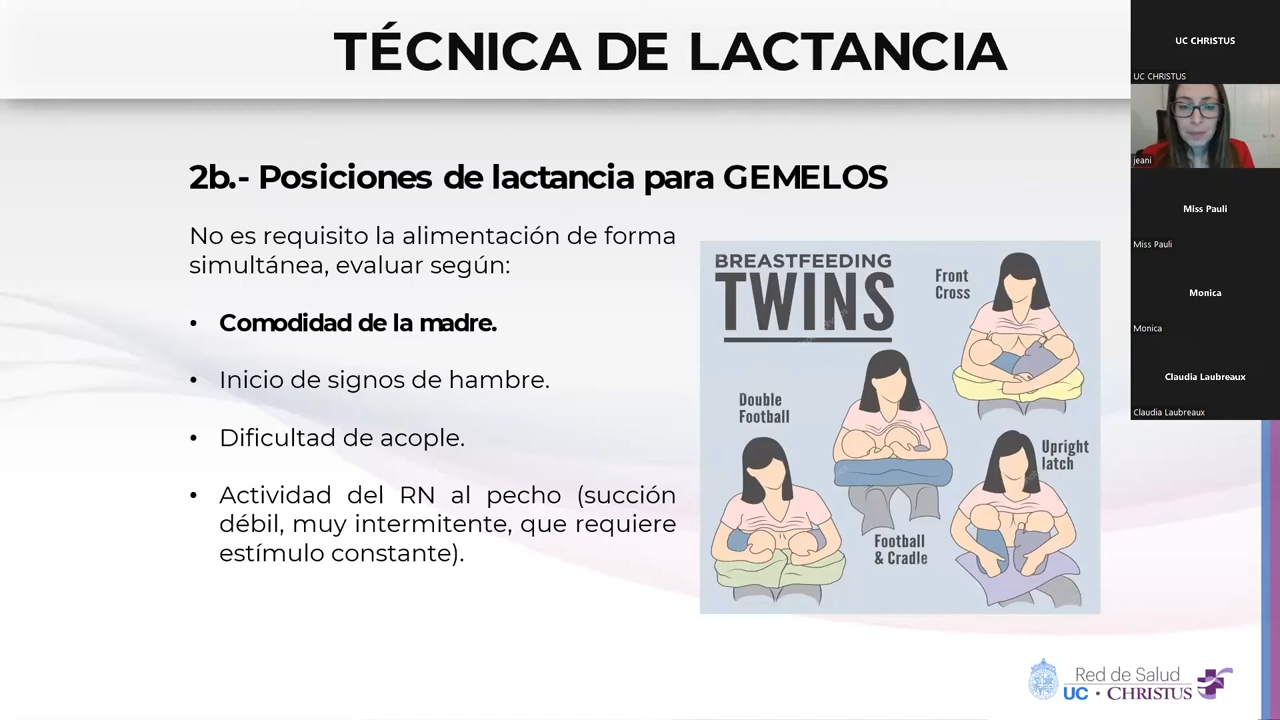 TÉCNICA DE LACTANCIA
2b.- Posiciones de lactancia para GEMELOS
No es requisito la alimentación de forma
simultánea, evaluar según:
• Comodidad de la madre.
• Inicio de signos de hambre.
• Dificultad de acople.
• Actividad del RN al pecho (succión
débil, muy intermitente, que requiere
estímulo constante).
BREASTFEEDING
TWINS
Front
Cross
Double
Football
Upright
latch
Football
& Cradle
UC CHRISTUS
UC CHRISTUS
jeani
Miss Pauli
Miss Pauli
Monica
Monica
Claudia Laubreaux
Claudia Laubreaux
Red de Salud
UC • CHRISTUS